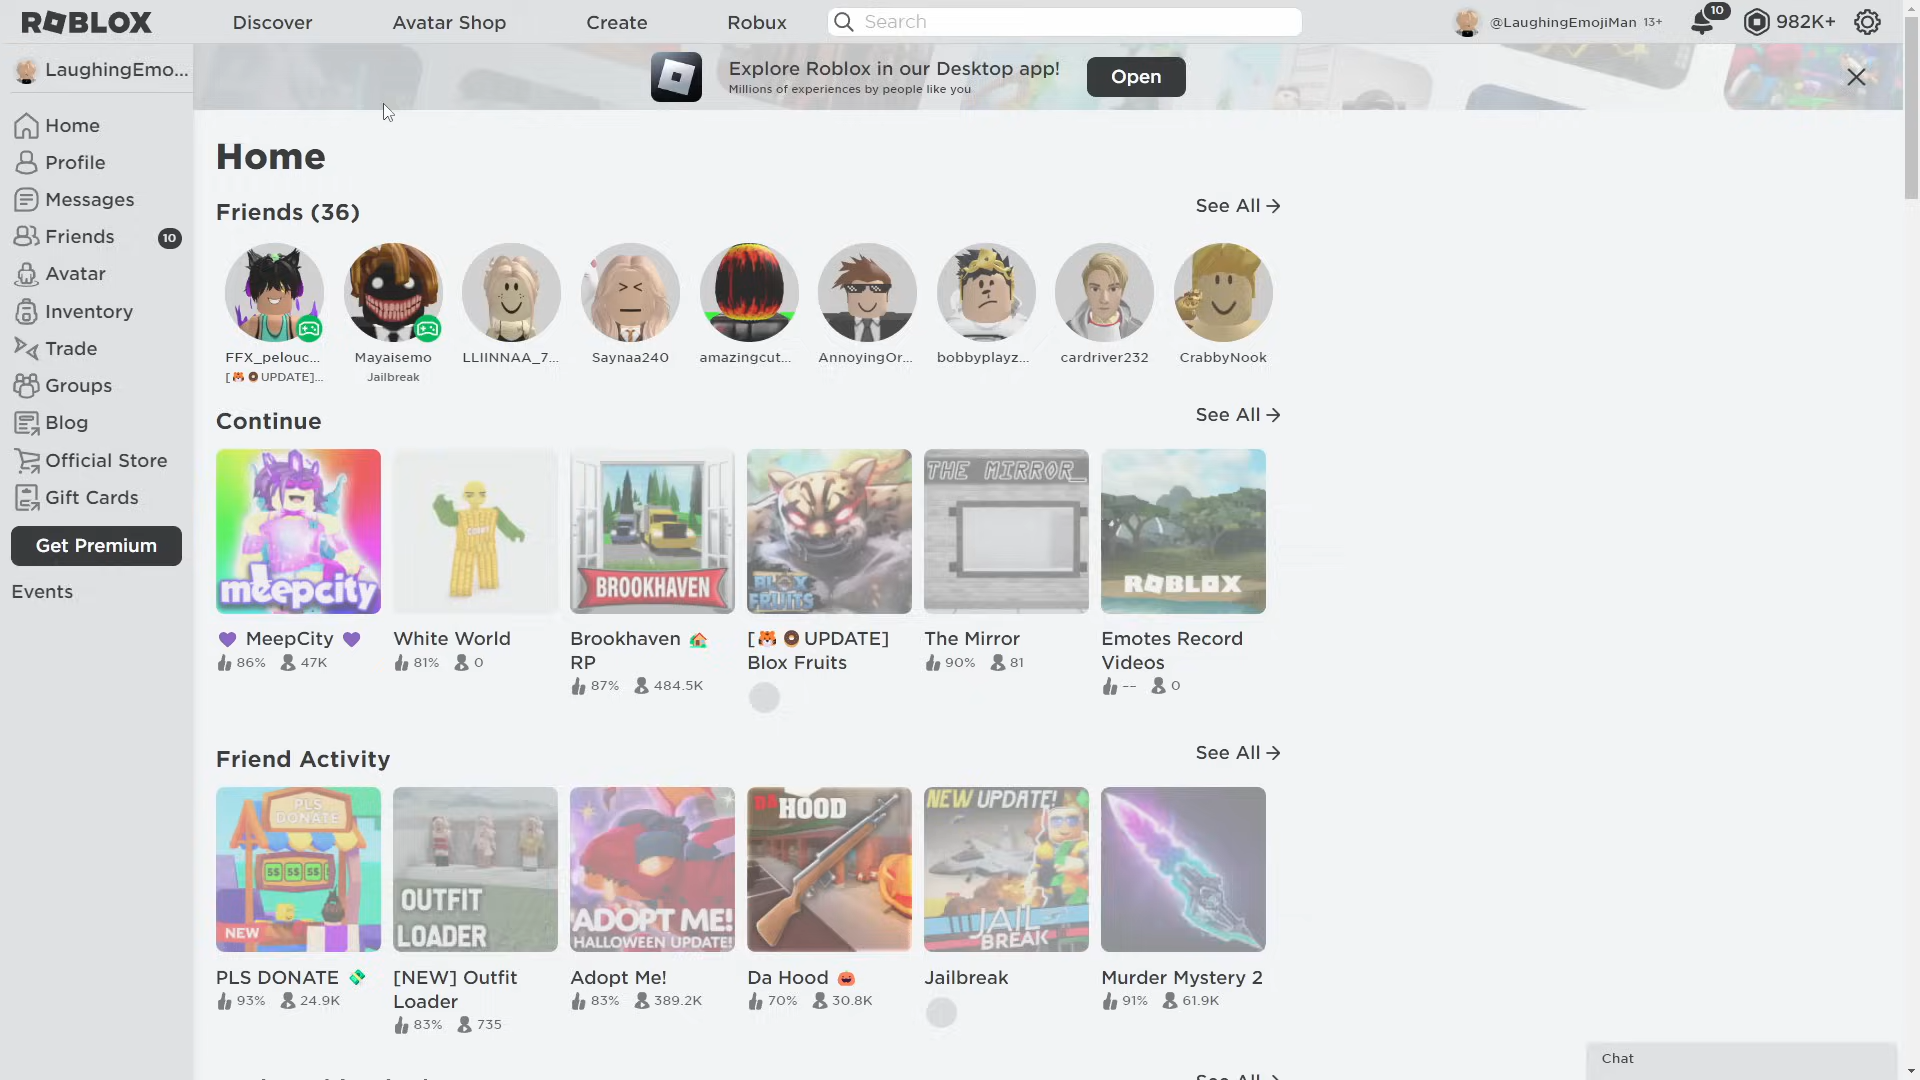 ROBLOX
Discover
Avatar Shop
Create
Robux
Search
@LaughingEmojiMan 13+
10
982K+
LaughingEmo...
Explore Roblox in our Desktop app!
Millions of experiences by people like you
Open
Home
Profile
Messages
Friends
10
Avatar
Inventory
Trade
Groups
Blog
Official Store
Gift Cards
Get Premium
Events
Home
Friends (36)
See All
FFX_pelouc...
Mayaisemo
LLIINNAA_7...
Saynaa240
amazingcut...
AnnoyingOr...
bobbyplayz...
cardriver232
CrabbyNook
[🐯🍩UPDATE]...
Jailbreak
Continue
See All
meepcity
BROOKHAVEN
BLOX
FRUITS
THE MIRROR_
ROBLOX
💜 MeepCity 💜
86% 47K
White World
81% 0
Brookhaven 🏠
RP
87% 484.5K
[🐯🍩UPDATE]
Blox Fruits
The Mirror
90% 81
Emotes Record
Videos
-- 0
Friend Activity
See All
PLS
DONATE
S$ S$ S$
NEW
OUTFIT
LOADER
ADOPT ME!
HALLOWEEN UPDATE!
DA HOOD
NEW UPDATE!
JAIL
BREAK
PLS DONATE 💸
93% 24.9K
[NEW] Outfit
Loader
83% 735
Adopt Me!
83% 389.2K
Da Hood 🎃
70% 30.8K
Jailbreak
Murder Mystery 2
91% 61.9K
See All
Chat